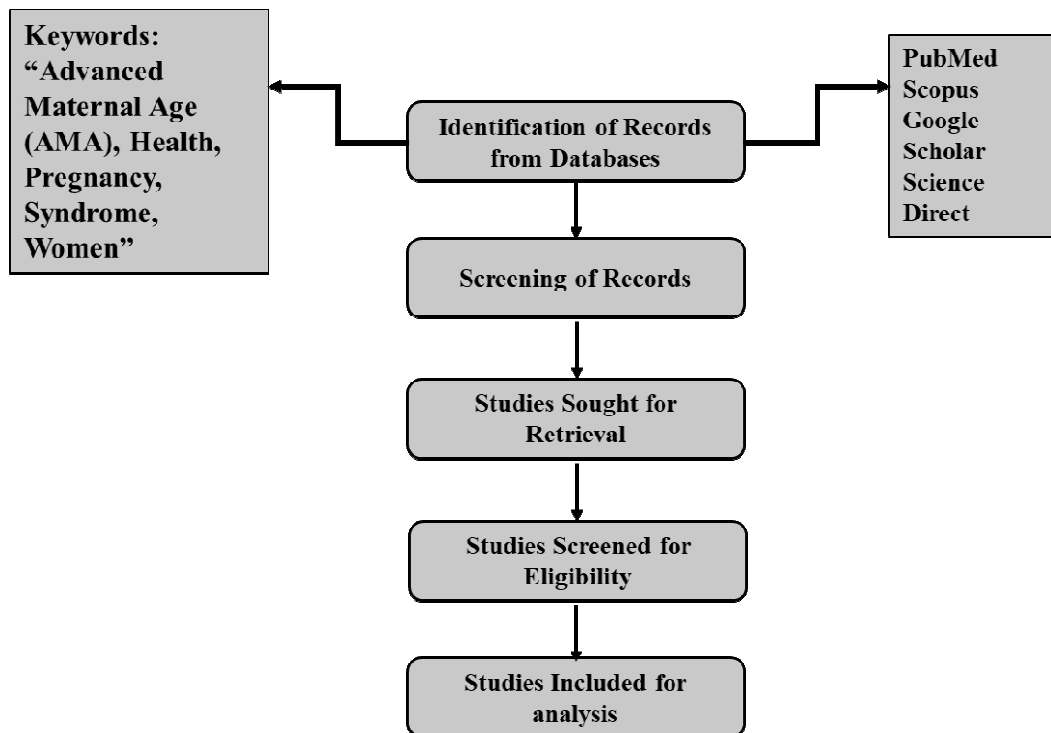 Keywords:
“Advanced
Maternal Age
(AMA), Health,
Pregnancy,
Syndrome,
Women”
PubMed
Scopus
Google
Scholar
Science
Direct
Identification of Records
from Databases
Screening of Records
Studies Sought for
Retrieval
Studies Screened for
Eligibility
Studies Included for
analysis